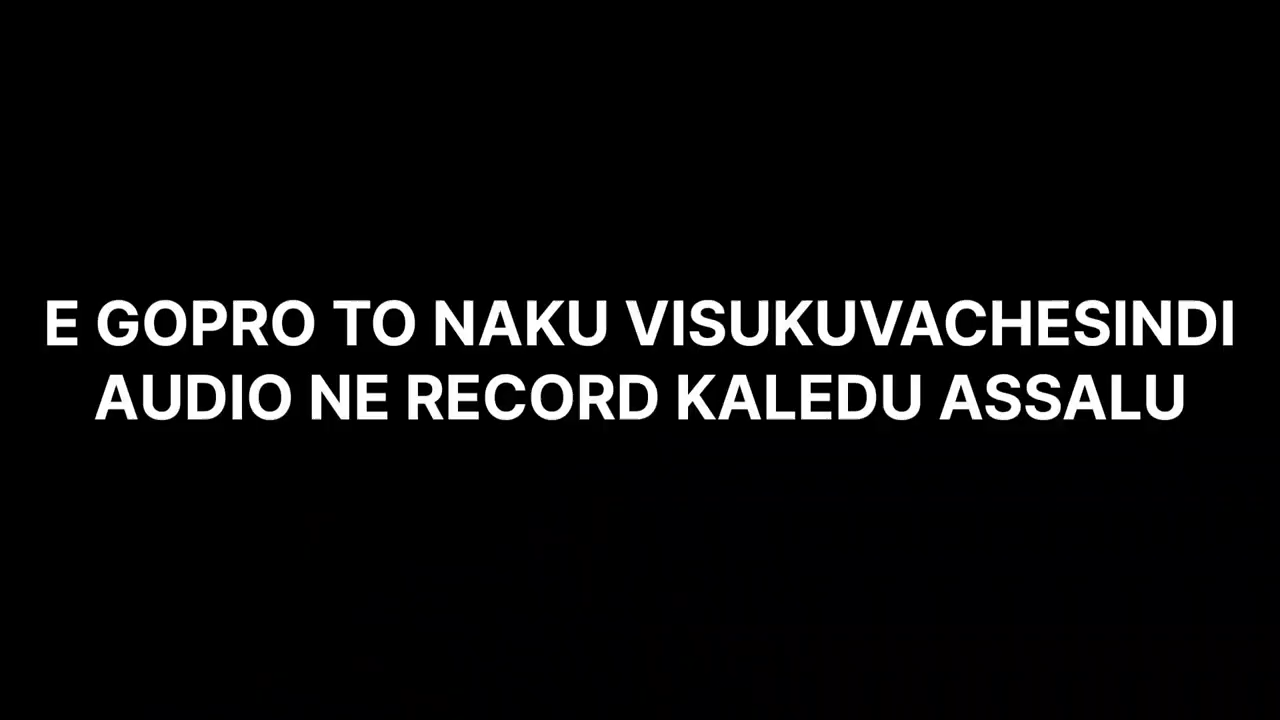 E GOPRO TO NAKU VISUKUVACHESINDI
AUDIO NE RECORD KALEDU ASSALU